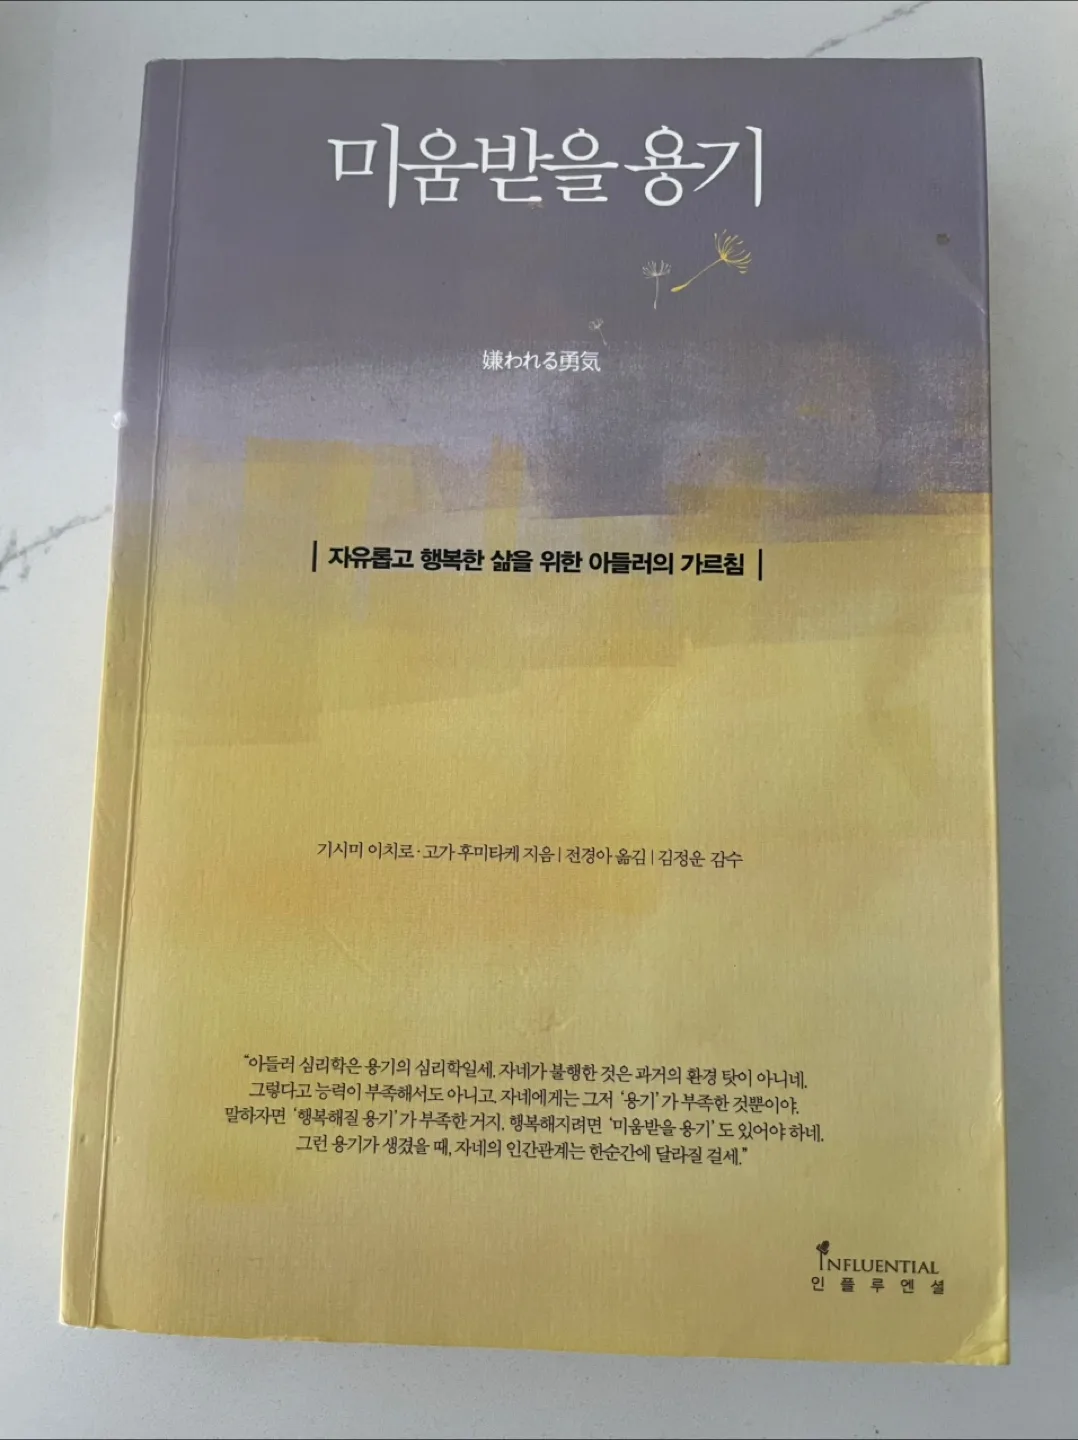 미움받을 용기
嫌われる勇気
| 자유롭고 행복한 삶을 위한 아들러의 가르침 |
기시미 이치로·고가 후미타케 지음 | 전경아 옮김 | 김정운 감수
“아들러 심리학은 용기의 심리학일세. 자네가 불행한 것은 과거의 환경 탓이 아니네.
그렇다고 능력이 부족해서도 아니고. 자네에게는 그저 ‘용기’가 부족한 것뿐이야.
말하자면 ‘행복해질 용기’가 부족한 거지. 행복해지려면 ‘미움받을 용기’도 있어야 하네.
그런 용기가 생겼을 때, 자네의 인간관계는 한순간에 달라질 걸세.”
INFLUENTIAL
인플루엔셜